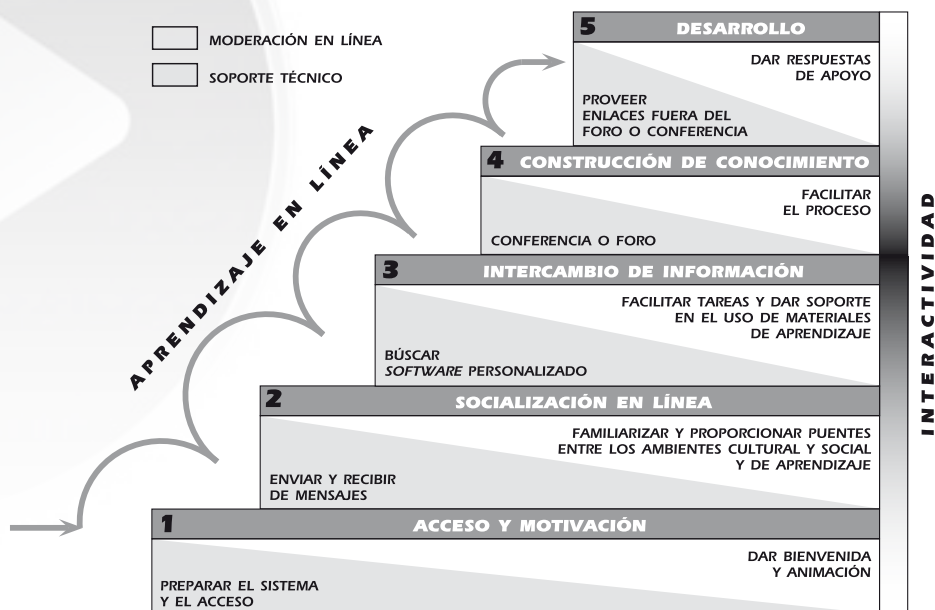 MODERACIÓN EN LÍNEA
SOPORTE TÉCNICO
APRENDIZAJE EN LÍNEA
INTERACTIVIDAD
5 DESARROLLO
DAR RESPUESTAS
DE APOYO
PROVEER
ENLACES FUERA DEL
FORO O CONFERENCIA
4 CONSTRUCCIÓN DE CONOCIMIENTO
FACILITAR
EL PROCESO
CONFERENCIA O FORO
3 INTERCAMBIO DE INFORMACIÓN
FACILITAR TAREAS Y DAR SOPORTE
EN EL USO DE MATERIALES
DE APRENDIZAJE
BÚSCAR
SOFTWARE PERSONALIZADO
2 SOCIALIZACIÓN EN LÍNEA
FAMILIARIZAR Y PROPORCIONAR PUENTES
ENTRE LOS AMBIENTES CULTURAL Y SOCIAL
Y DE APRENDIZAJE
ENVIAR Y RECIBIR
DE MENSAJES
1 ACCESO Y MOTIVACIÓN
DAR BIENVENIDA
Y ANIMACIÓN
PREPARAR EL SISTEMA
Y EL ACCESO